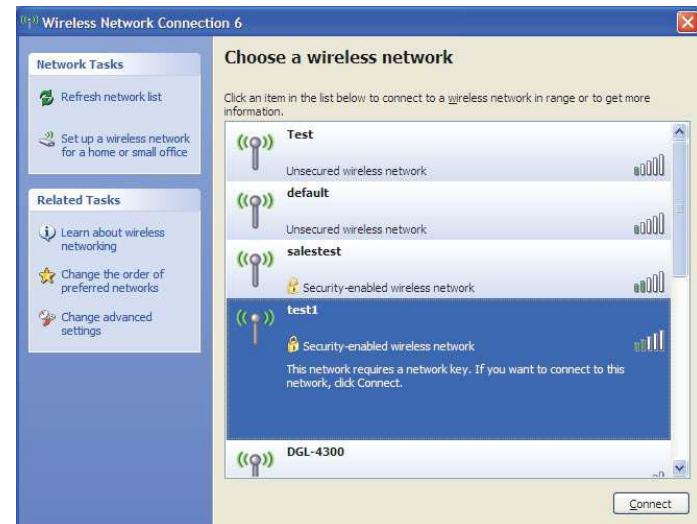 Wireless Network Connection 6
Network Tasks
Refresh network list
Set up a wireless network
for a home or small office
Related Tasks
Learn about wireless
networking
Change the order of
preferred networks
Change advanced
settings
Choose a wireless network
Click an item in the list below to connect to a wireless network in range or to get more
information.
Test
Unsecured wireless network
default
Unsecured wireless network
salestest
Security-enabled wireless network
test1
Security-enabled wireless network
This network requires a network key. If you want to connect to this
network, click Connect.
DGL-4300
Connect